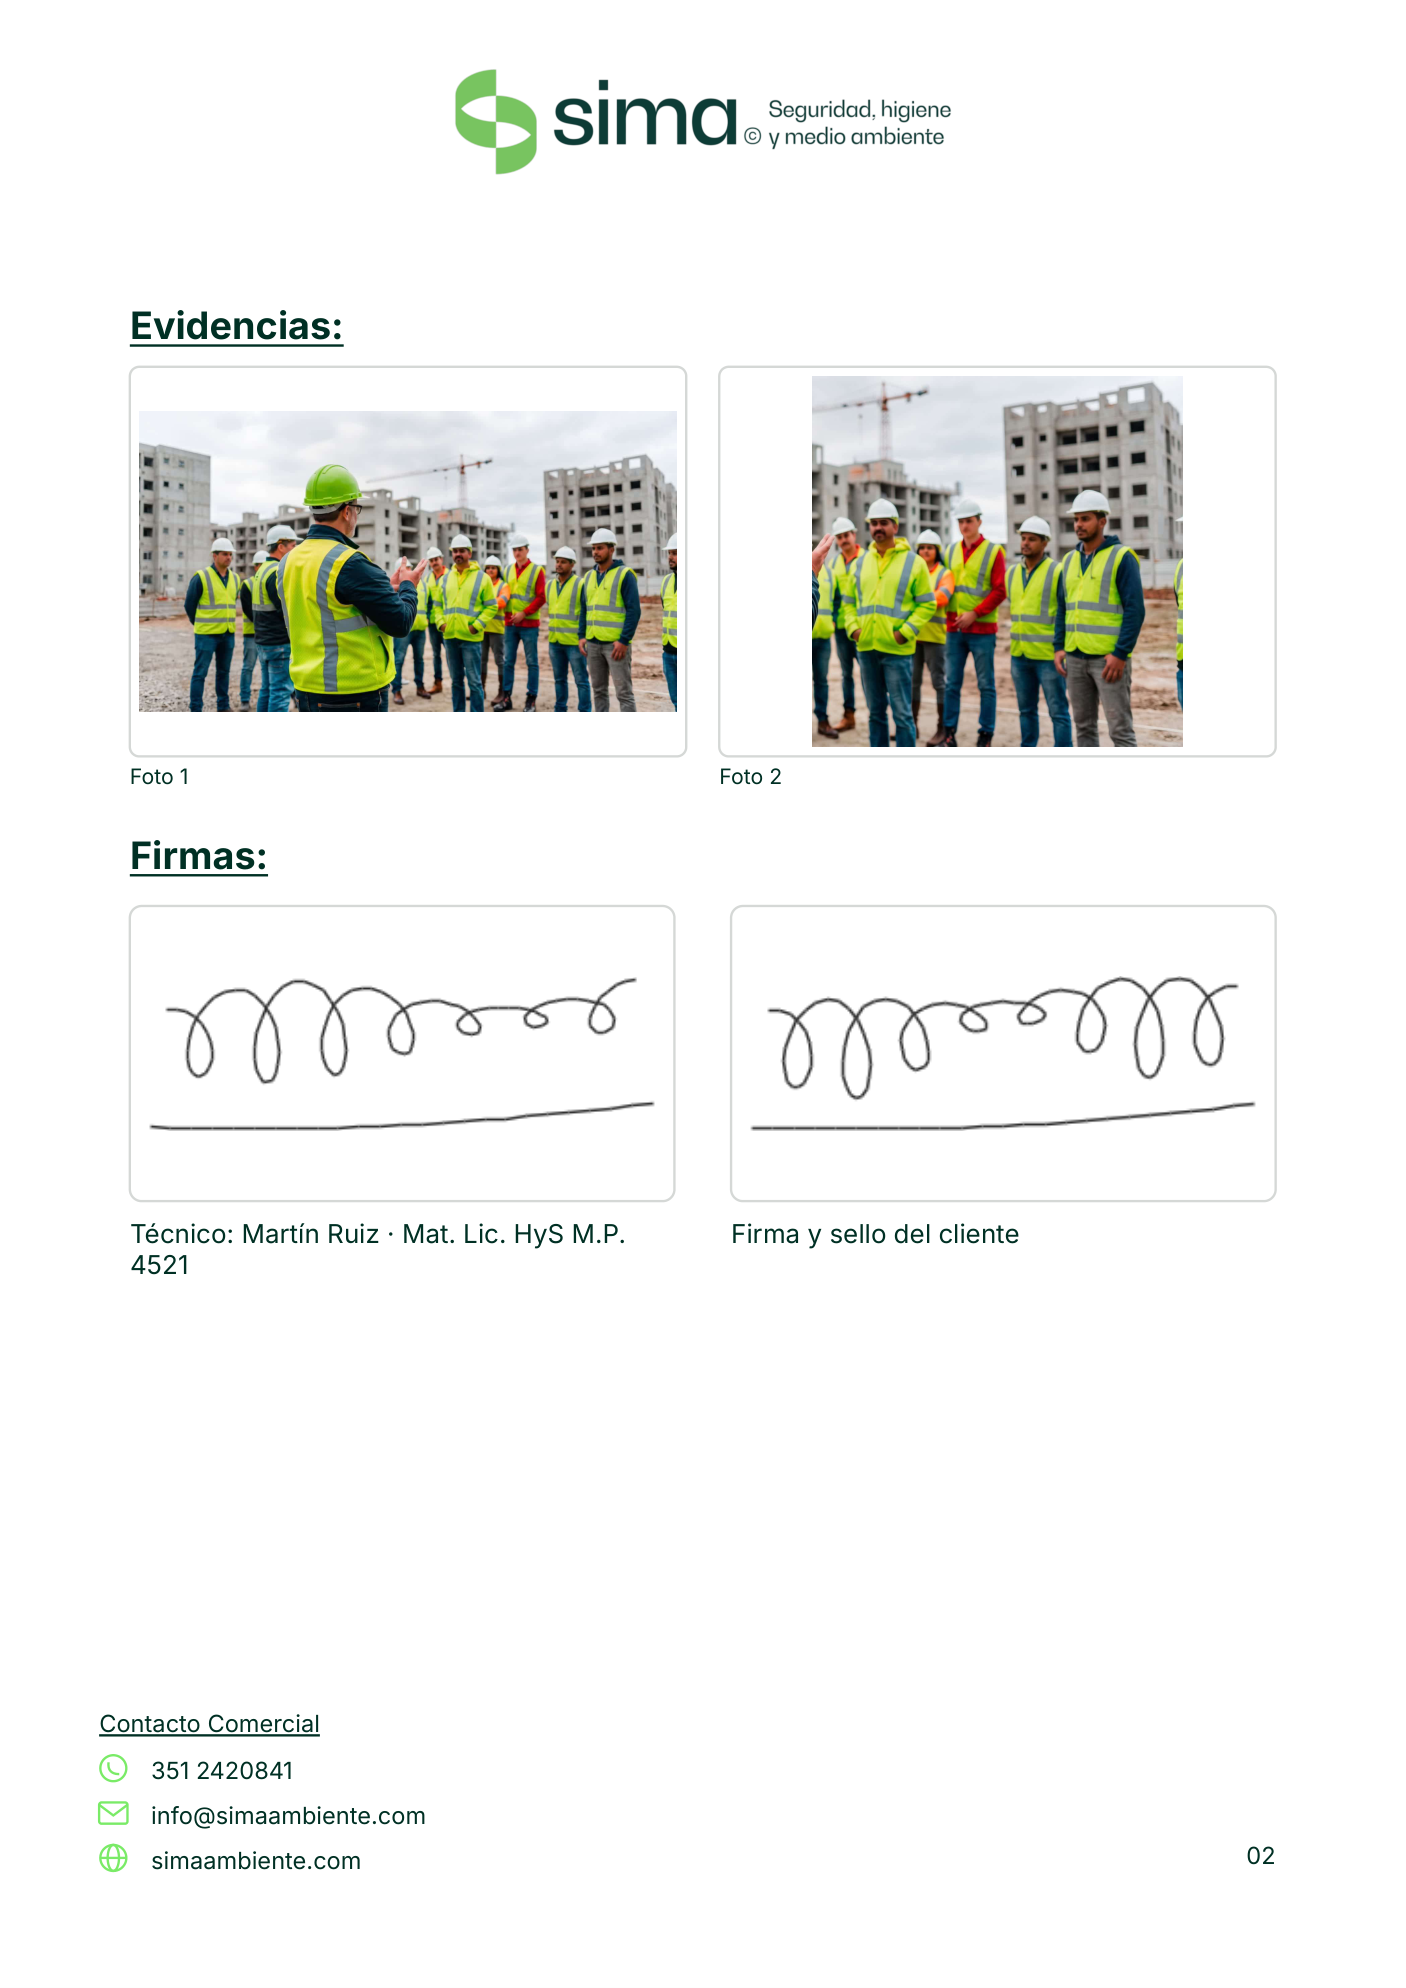 sima © Seguridad, higiene
y medio ambiente
Evidencias:
Foto 1
Foto 2
Firmas:
Técnico: Martín Ruiz · Mat. Lic. HyS M.P.
4521
Firma y sello del cliente
Contacto Comercial
351 2420841
info@simaambiente.com
simaambiente.com
02